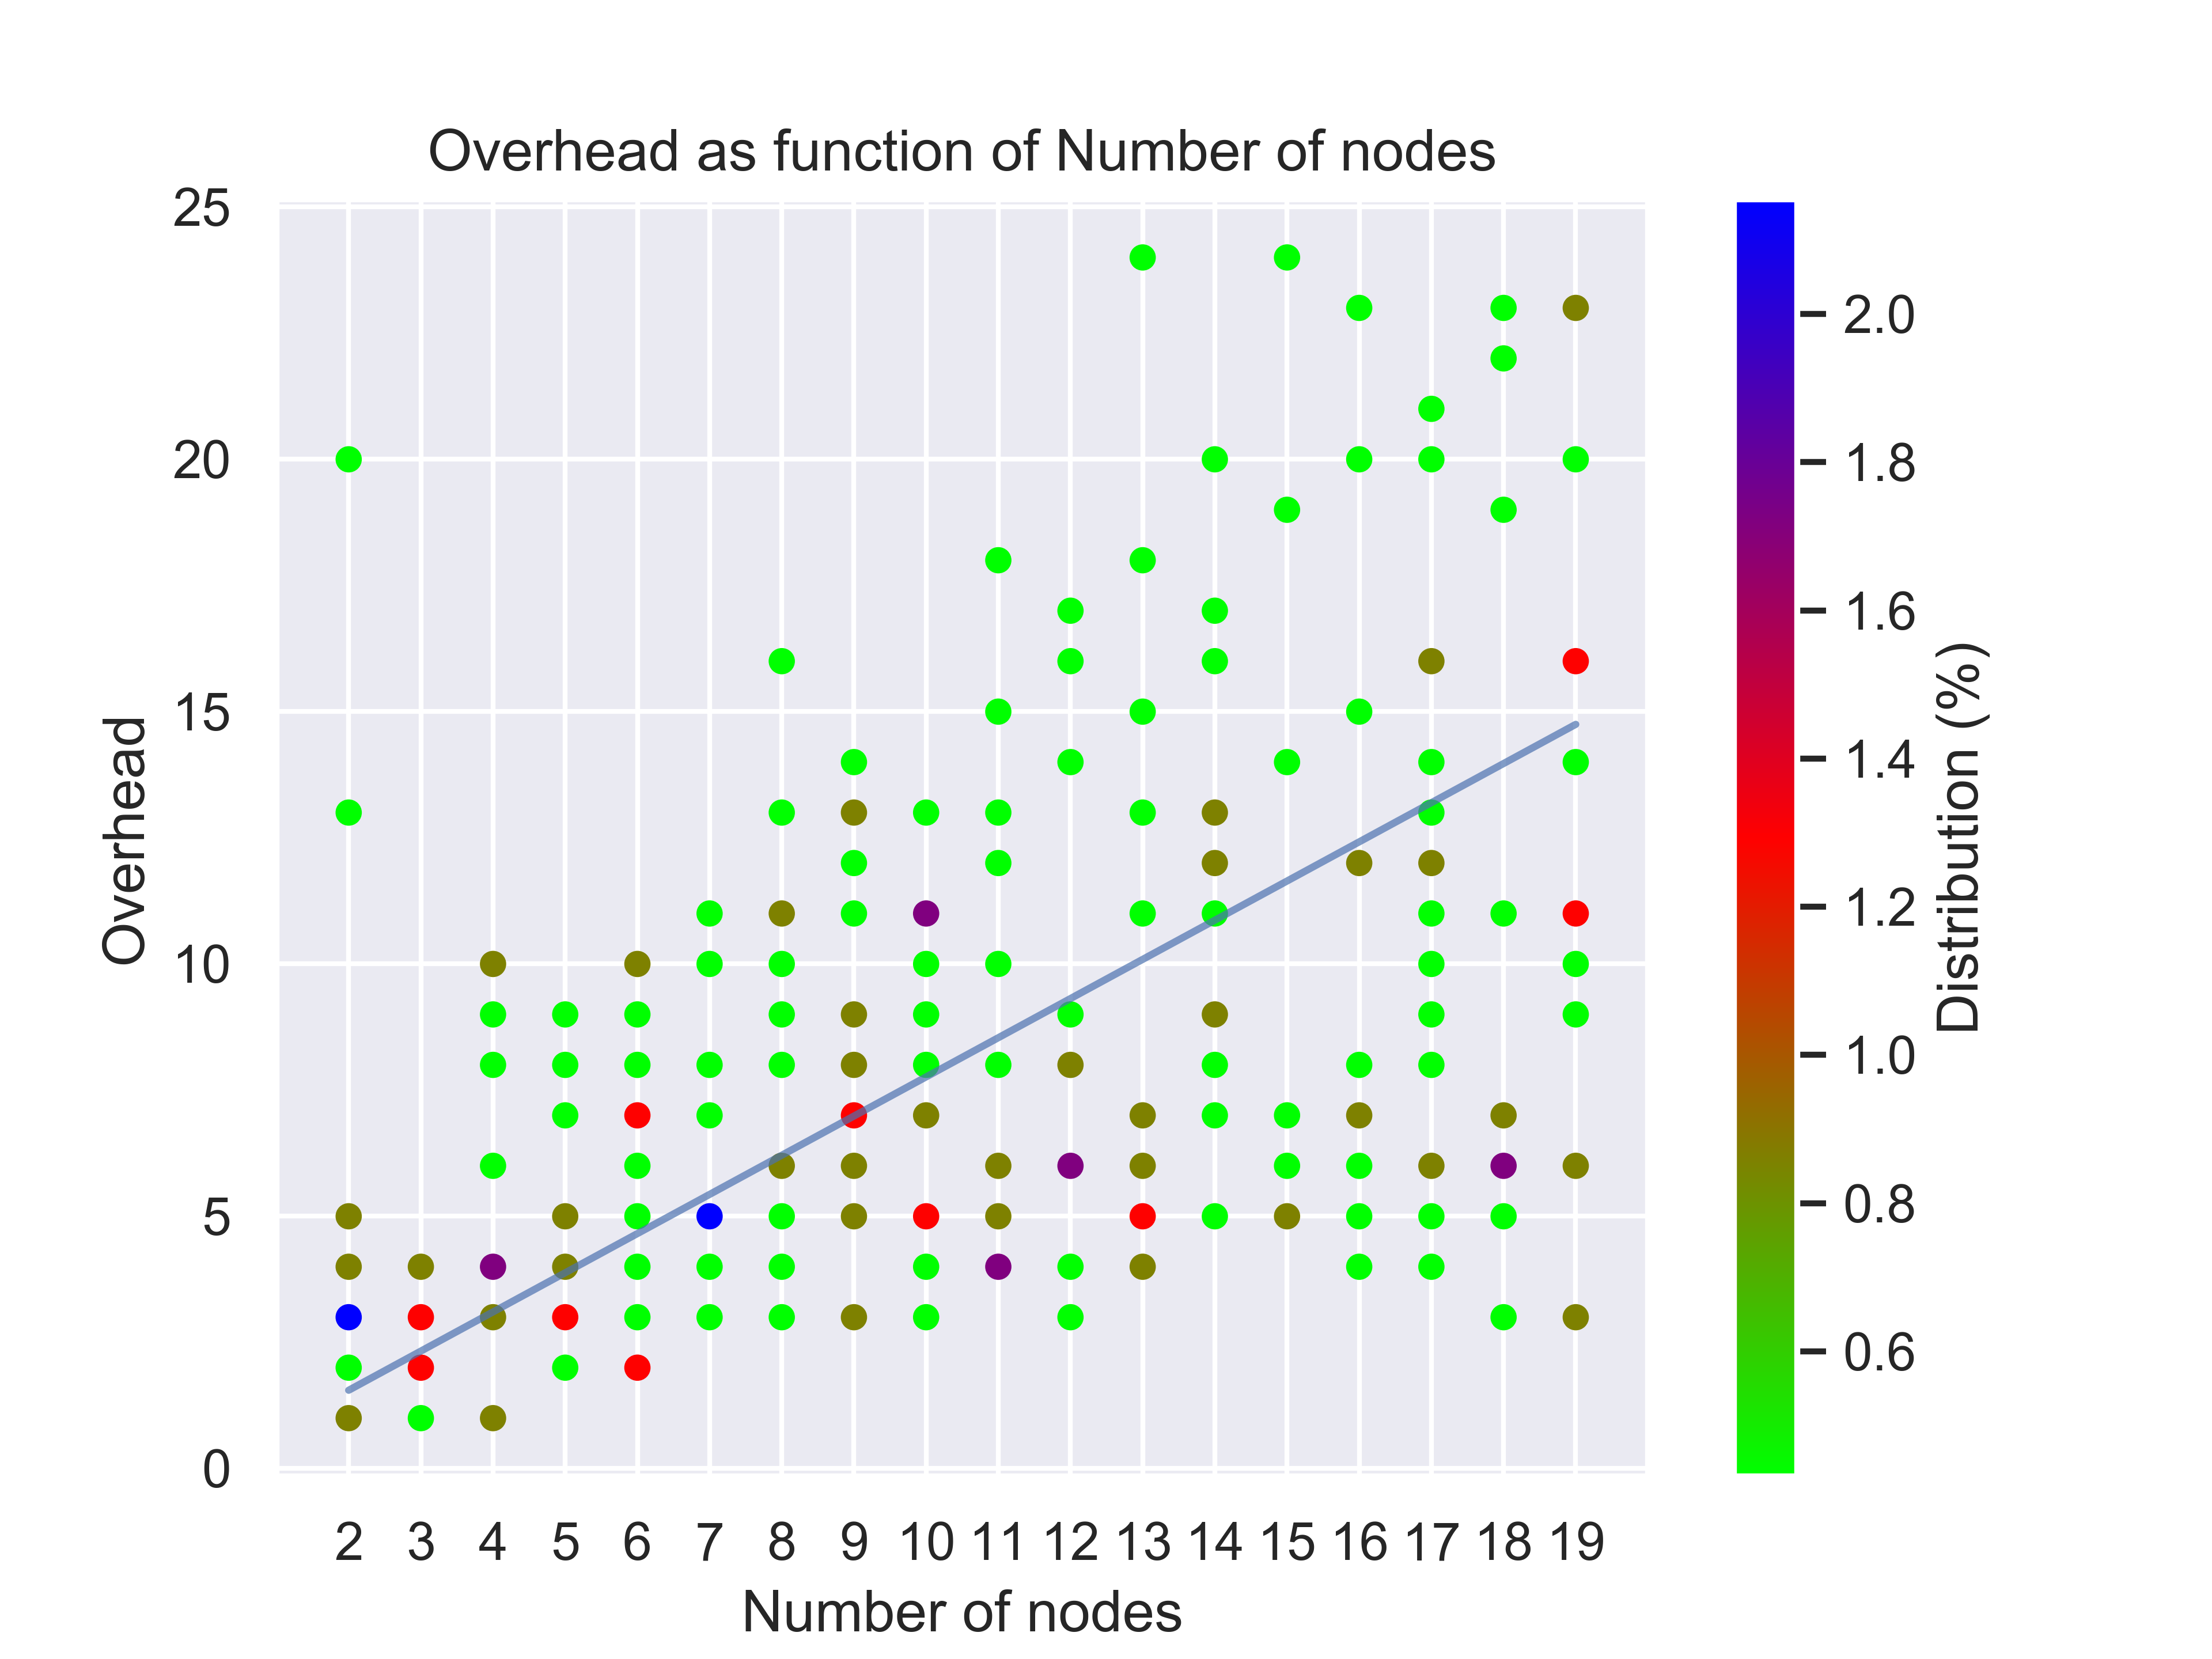 Overhead as function of Number of nodes
25
20
15
10
5
0
Overhead
2 3 4 5 6 7 8 9 10 11 12 13 14 15 16 17 18 19
Number of nodes
2.0
1.8
1.6
1.4
1.2
1.0
0.8
0.6
Distribution (%)